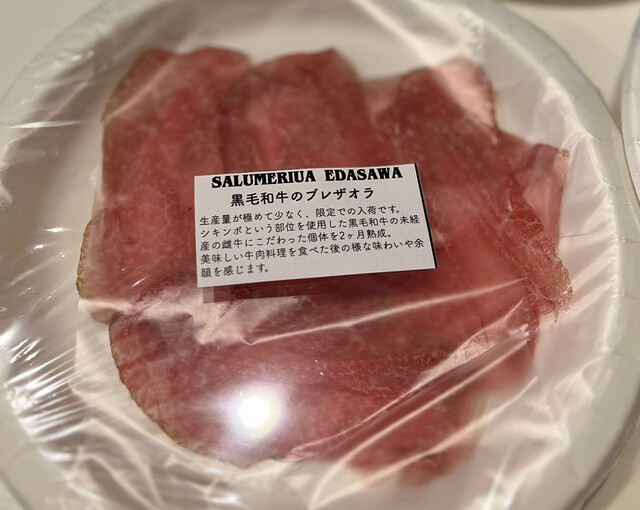 SALUMERIUA EDASAWA
黒毛和牛のブレザオラ
生産量が極めて少なく、限定での入荷です。
シキンボという部位を使用した黒毛和牛の未経
産の雌牛にこだわった個体を2ヶ月熟成。
美味しい牛肉料理を食べた後の様な味わいや余
韻を感じます。